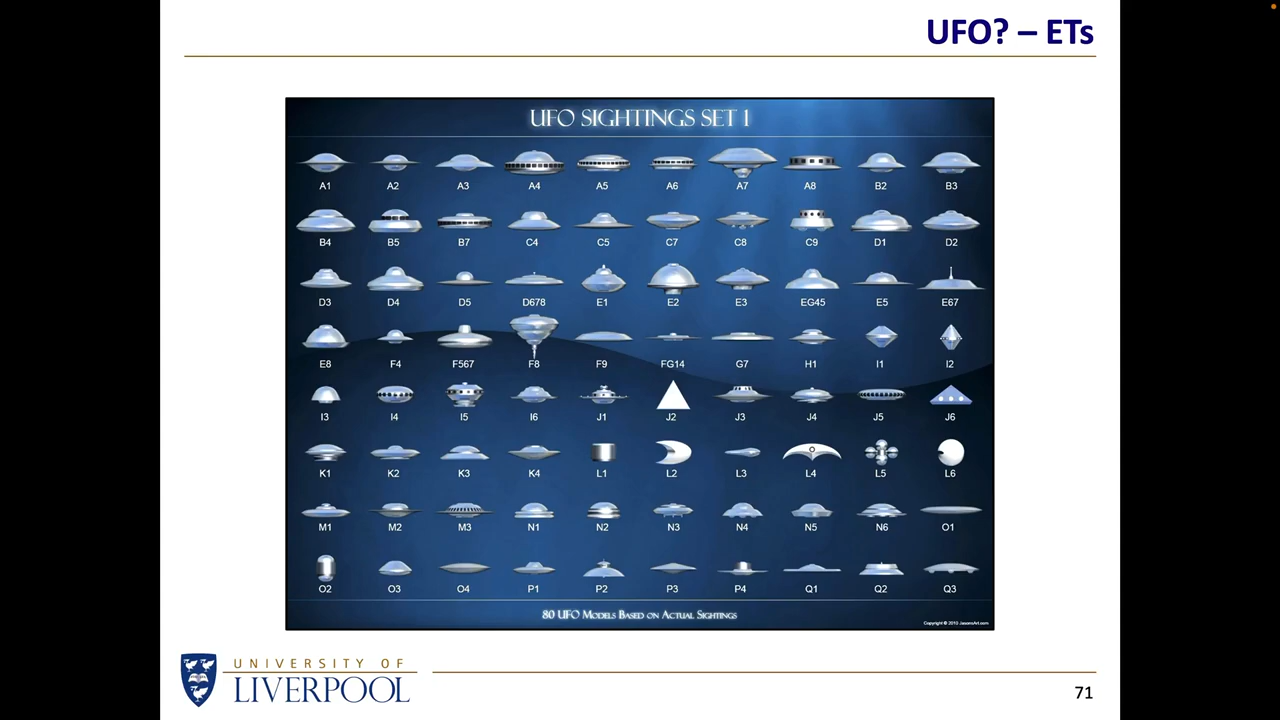 UFO? – ETs
UFO SIGHTINGS SET 1
A1 A2 A3 A4 A5 A6 A7 A8 B2 B3
B4 B5 B7 C4 C5 C7 C8 C9 D1 D2
D3 D4 D5 D678 E1 E2 E3 EG45 E5 E67
E8 F4 F567 F8 F9 FG14 G7 H1 I1 I2
I3 I4 I5 I6 J1 J2 J3 J4 J5 J6
K1 K2 K3 K4 L1 L2 L3 L4 L5 L6
M1 M2 M3 N1 N2 N3 N4 N5 N6 O1
O2 O3 O4 P1 P2 P3 P4 Q1 Q2 Q3
80 UFO MODELS BASED ON ACTUAL SIGHTINGS
Copyright © 2010 JasonsArt.com
UNIVERSITY OF
LIVERPOOL
71